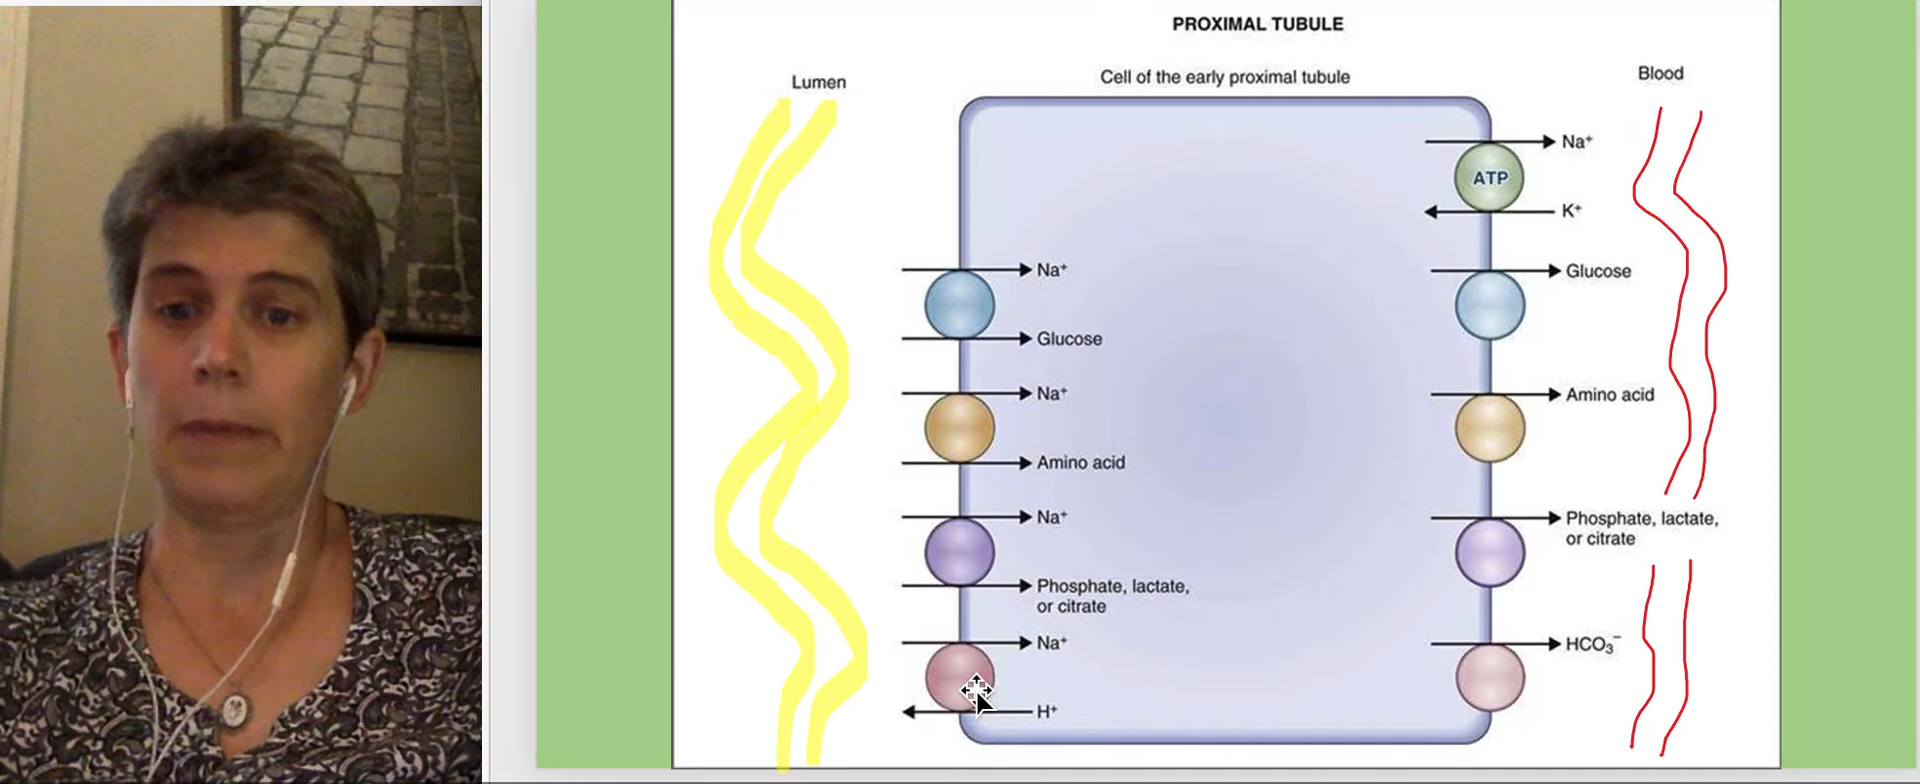 PROXIMAL TUBULE
Cell of the early proximal tubule
Lumen
Blood
Na⁺
ATP
K⁺
Na⁺
Glucose
Glucose
Na⁺
Amino acid
Amino acid
Na⁺
Phosphate, lactate,
or citrate
Phosphate, lactate,
or citrate
Na⁺
HCO₃⁻
H⁺